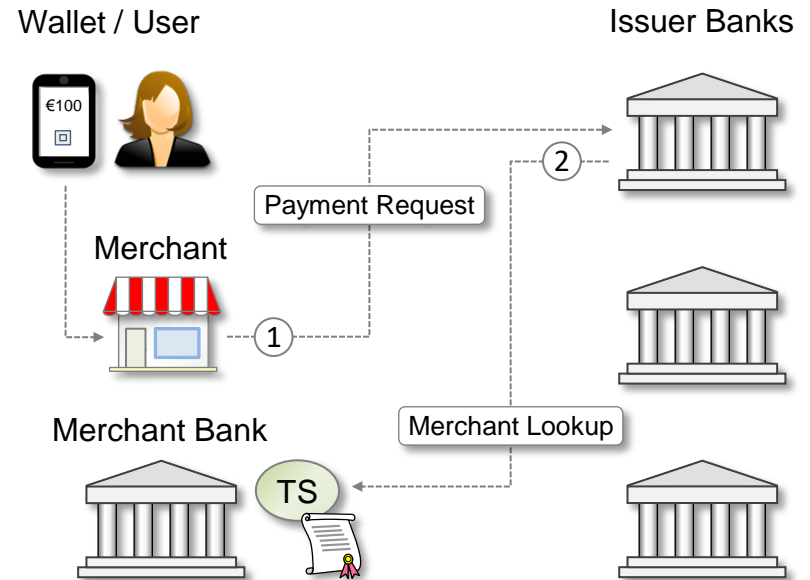 Wallet / User
Issuer Banks
€100
2
Payment Request
Merchant
1
Merchant Lookup
Merchant Bank
TS